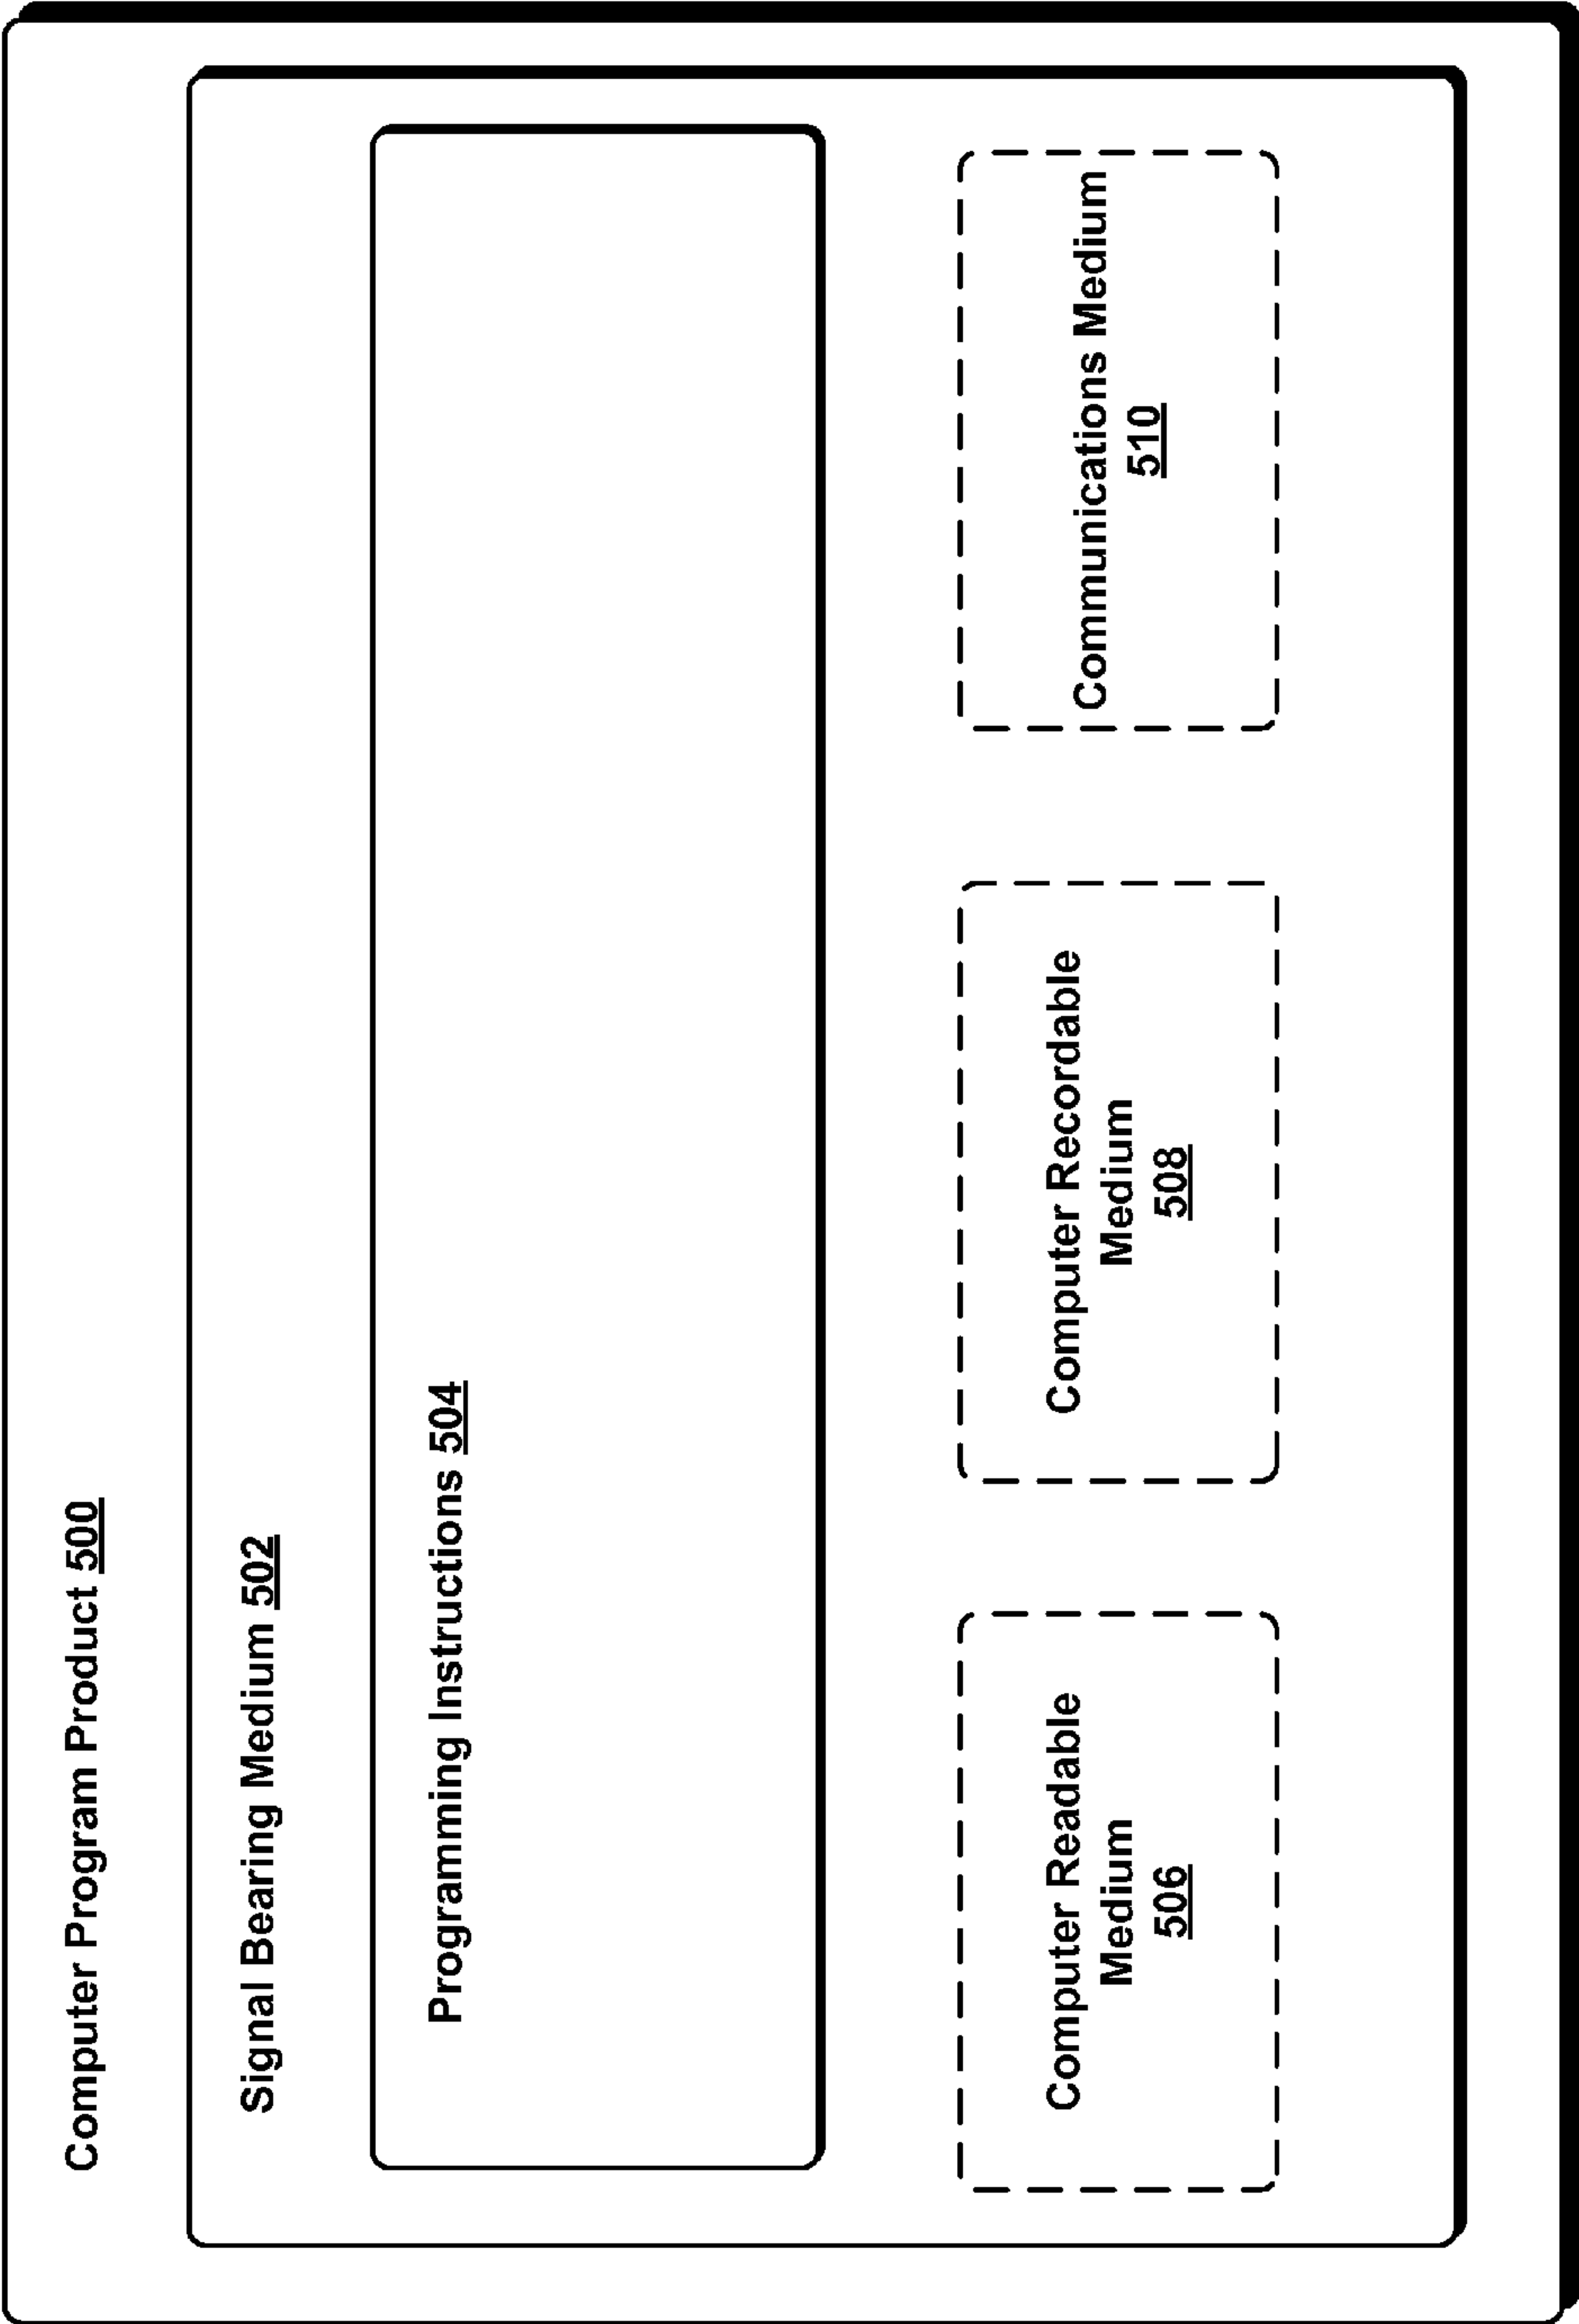 Computer Program Product 500
Signal Bearing Medium 502
Programming Instructions 504
Computer Readable
Medium
506
Computer Recordable
Medium
508
Communications Medium
510